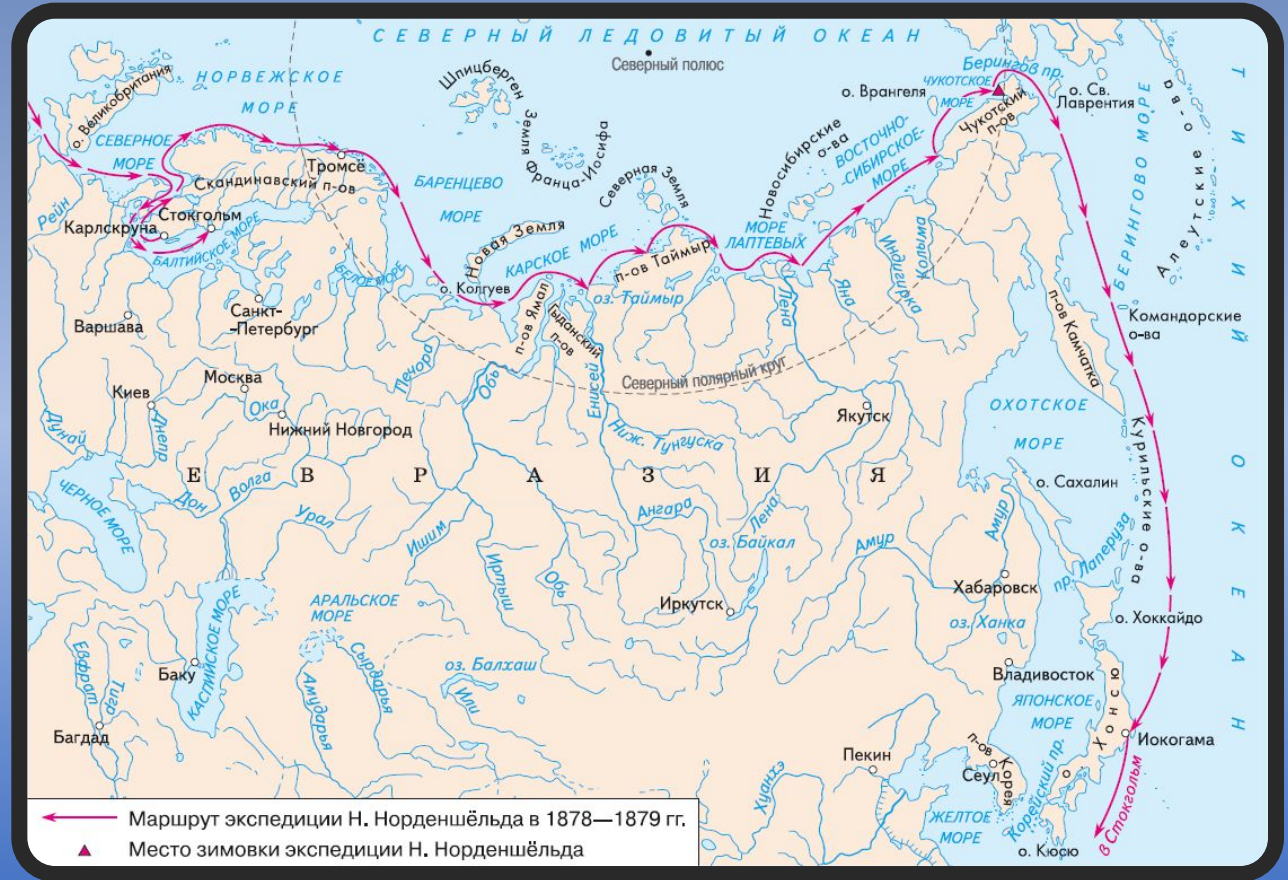 СЕВЕРНЫЙ ЛЕДОВИТЫЙ ОКЕАН
Северный полюс
НОРВЕЖСКОЕ
МОРЕ
о. Великобритания
СЕВЕРНОЕ
МОРЕ
Шпицберген
Земля Франца-Иосифа
Северная Земля
Новосибирские
о-ва
о. Врангеля
ЧУКОТСКОЕ
МОРЕ
Берингов пр.
о. Св.
Лаврентия
Чукотский
п-ов
ВОСТОЧНО-
-СИБИРСКОЕ-
МОРЕ
БЕРИНГОВО МОРЕ
Алеутские о-ва
ТИХИЙ ОКЕАН
Тромсё
Скандинавский п-ов
Рейн
Стокгольм
Карлскруна
БАЛТИЙСКОЕ МОРЕ
БЕЛОЕ МОРЕ
БАРЕНЦЕВО
МОРЕ
Новая Земля
КАРСКОЕ МОРЕ
МОРЕ
ЛАПТЕВЫХ
п-ов Таймыр
оз. Таймыр
о. Колгуев
п-ов Ямал
Гыданский
п-ов
Лена
Яна
Индигирка
Колыма
Санкт-
-Петербург
Варшава
Печора
Обь
Енисей
Северный полярный круг
п-ов Камчатка
Командорские
о-ва
Москва
Киев
Ока
Нижний Новгород
Дунай
Днепр
Ниж. Тунгуска
Якутск
ОХОТСКОЕ
МОРЕ
Курильские о-ва
ЕВРАЗИЯ
ЧЕРНОЕ МОРЕ
Дон
Волга
Урал
Ишим
Иртыш
Обь
Ангара
Лена
оз. Байкал
Амур
Амур
о. Сахалин
пр. Лаперуза
Хабаровск
Иркутск
оз. Ханка
о. Хоккайдо
АРАЛЬСКОЕ
МОРЕ
КАСПИЙСКОЕ МОРЕ
Баку
Евфрат
Тигр
Багдад
Сырдарья
Амударья
оз. Балхаш
Или
Владивосток
ЯПОНСКОЕ
МОРЕ
о. Хонсю
Иокогама
Пекин
Хуанхэ
п-ов Корея
Сеул
Корейский пр.
ЖЕЛТОЕ
МОРЕ
о. Кюсю
в Стокгольм
Маршрут экспедиции Н. Норденшёльда в 1878—1879 гг.
Место зимовки экспедиции Н. Норденшёльда